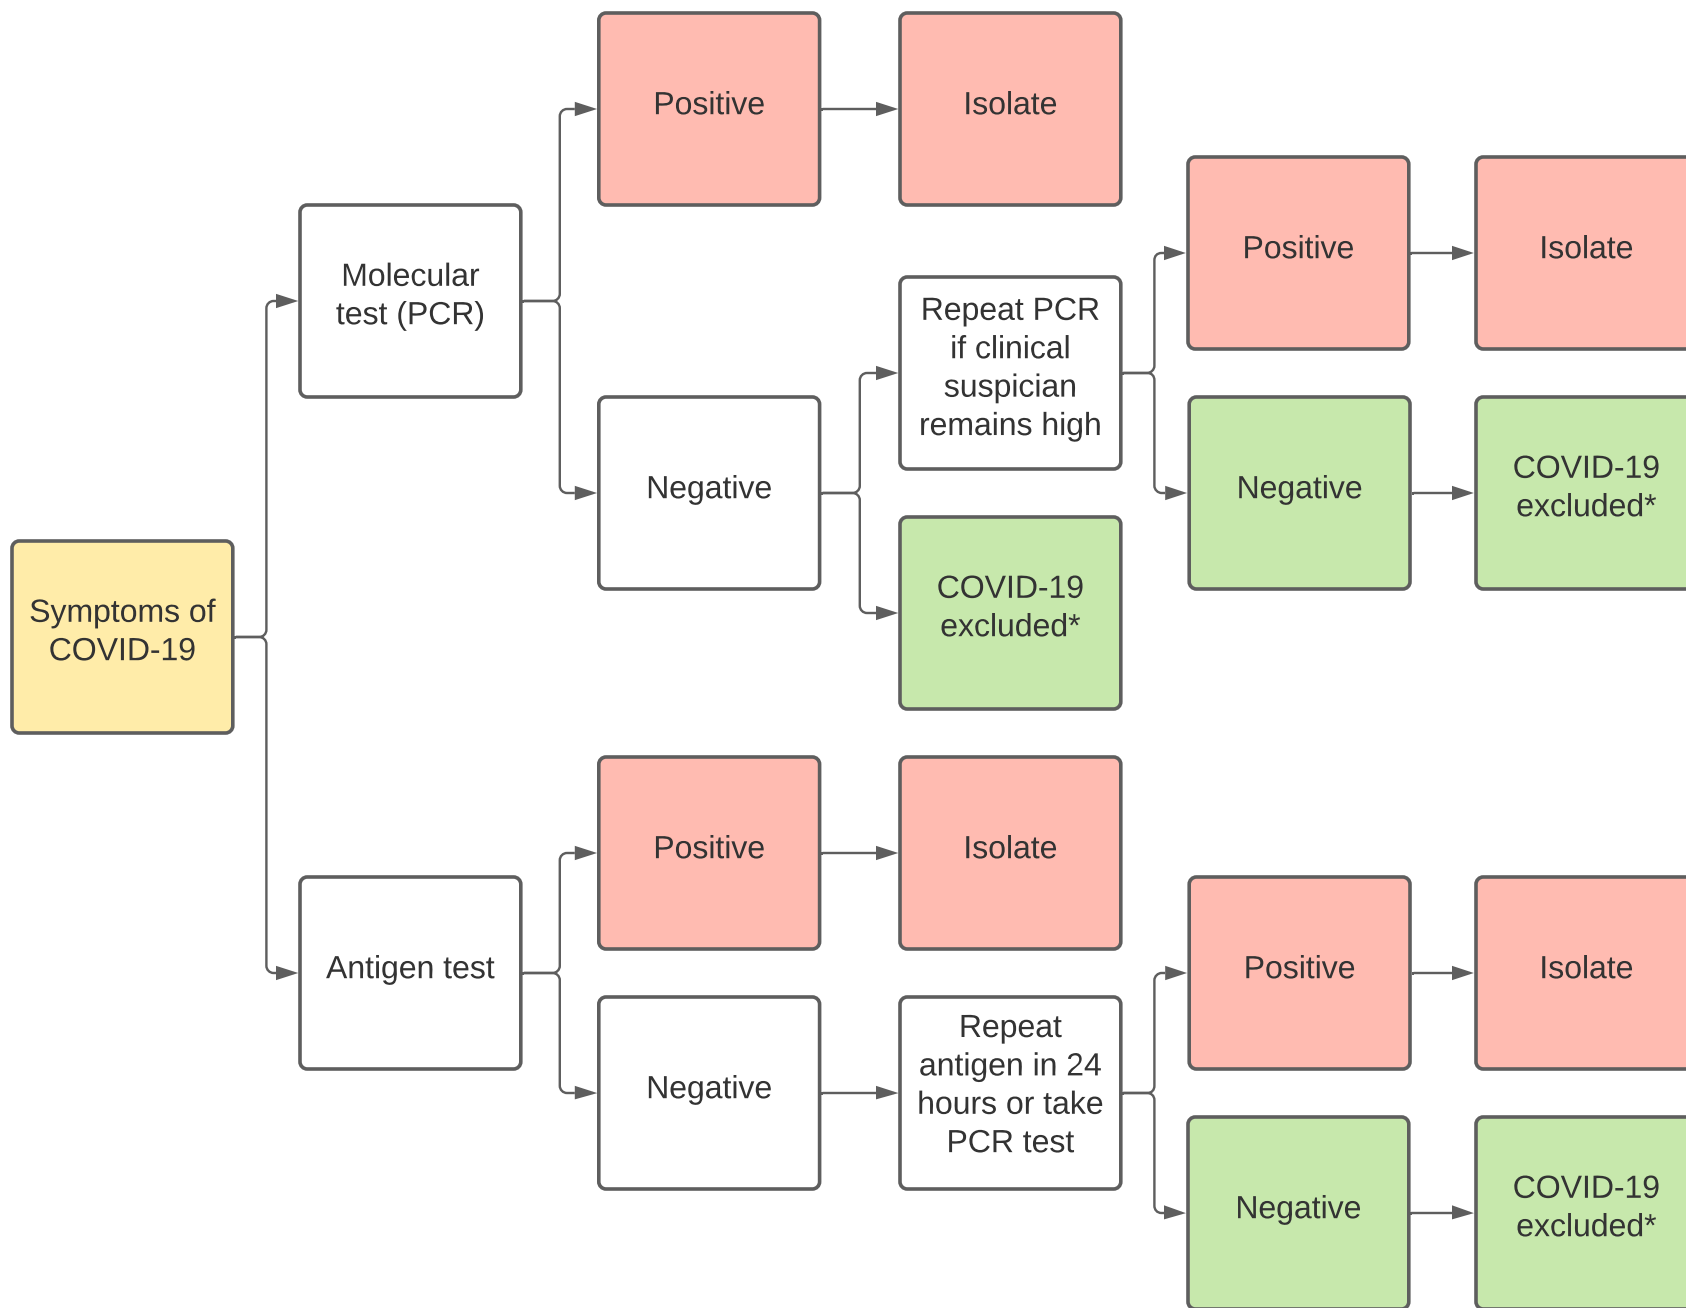 Positive
Isolate
Positive
Isolate
Molecular
test (PCR)
Repeat PCR
if clinical
suspician
remains high
Negative
Negative
COVID-19
excluded*
COVID-19
excluded*
Symptoms of
COVID-19
Positive
Isolate
Antigen test
Positive
Isolate
Negative
Repeat
antigen in 24
hours or take
PCR test
Negative
COVID-19
excluded*